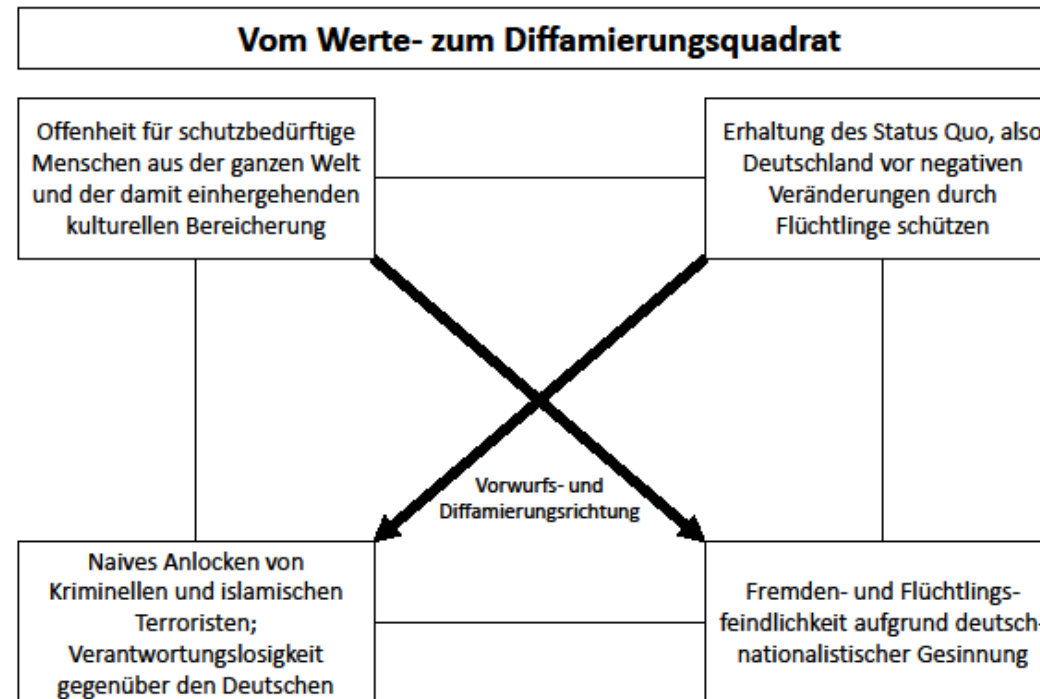 Vom Werte- zum Diffamierungsquadrat
Offenheit für schutzbedürftige
Menschen aus der ganzen Welt
und der damit einhergehenden
kulturellen Bereicherung
Erhaltung des Status Quo, also
Deutschland vor negativen
Veränderungen durch
Flüchtlinge schützen
Vorwurfs- und
Diffamierungsrichtung
Naives Anlocken von
Kriminellen und islamischen
Terroristen;
Verantwortungslosigkeit
gegenüber den Deutschen
Fremden- und Flüchtlings-
feindlichkeit aufgrund deutsch-
nationalistischer Gesinnung